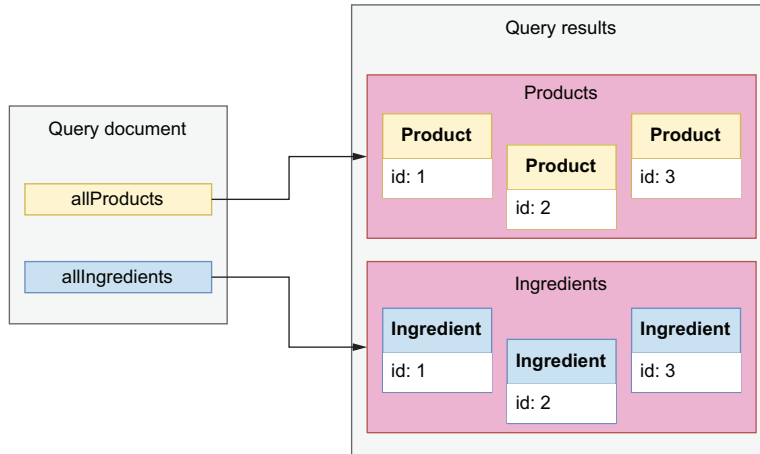 Query document
allProducts
allIngredients
Query results
Products
Product
id: 1
Product
id: 2
Product
id: 3
Ingredients
Ingredient
id: 1
Ingredient
id: 2
Ingredient
id: 3